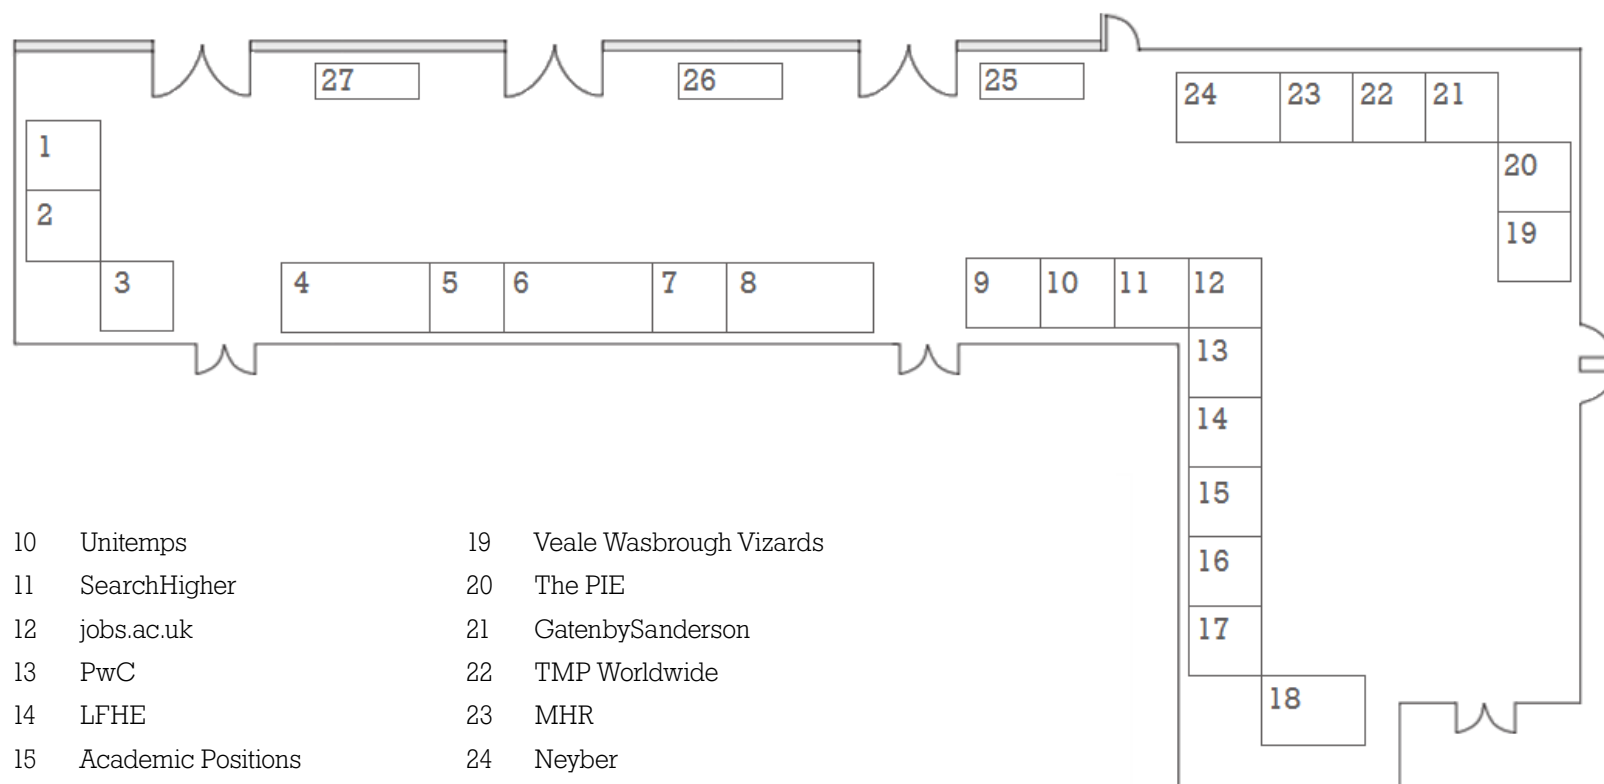 27 26 25
24 23 22 21
1
20
2
19
3 4 5 6 7 8 9 10 11 12
13
14
15
16
17
18
10 Unitemps
11 SearchHigher
12 jobs.ac.uk
13 PwC
14 LFHE
15 Academic Positions
19 Veale Wasbrough Vizards
20 The PIE
21 GatenbySanderson
22 TMP Worldwide
23 MHR
24 Neyber